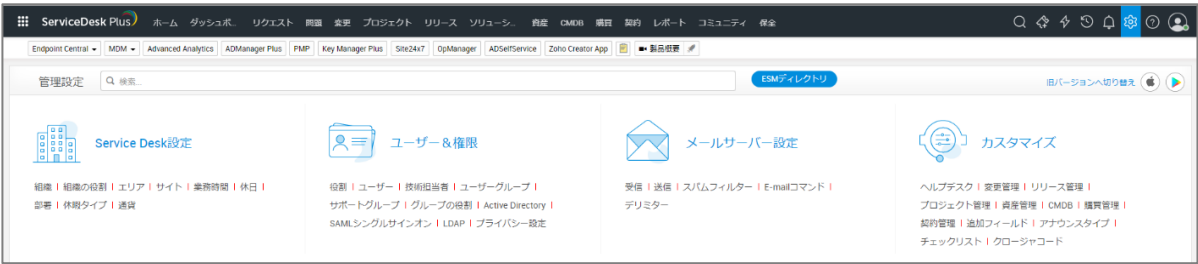 ServiceDesk Plus ホーム ダッシュボ.. リクエスト 問題 変更 プロジェクト リリース ソリューシ.. 資産 CMDB 購買 契約 レポート コミュニティ 保全
Endpoint Central MDM Advanced Analytics ADManager Plus PMP Key Manager Plus Site24x7 OpManager ADSelfService Zoho Creator App 製品概要
管理設定 検索... ESMディレクトリ 旧バージョンへ切り替え
Service Desk設定
組織 | 組織の役割 | エリア | サイト | 業務時間 | 休日 |
部署 | 休暇タイプ | 通貨
ユーザー&権限
役割 | ユーザー | 技術担当者 | ユーザーグループ |
サポートグループ | グループの役割 | Active Directory |
SAMLシングルサインオン | LDAP | プライバシー設定
メールサーバー設定
受信 | 送信 | スパムフィルター | E-mailコマンド |
デリミター
カスタマイズ
ヘルプデスク | 変更管理 | リリース管理 |
プロジェクト管理 | 資産管理 | CMDB | 購買管理 |
契約管理 | 追加フィールド | アナウンスタイプ |
チェックリスト | クロージャコード